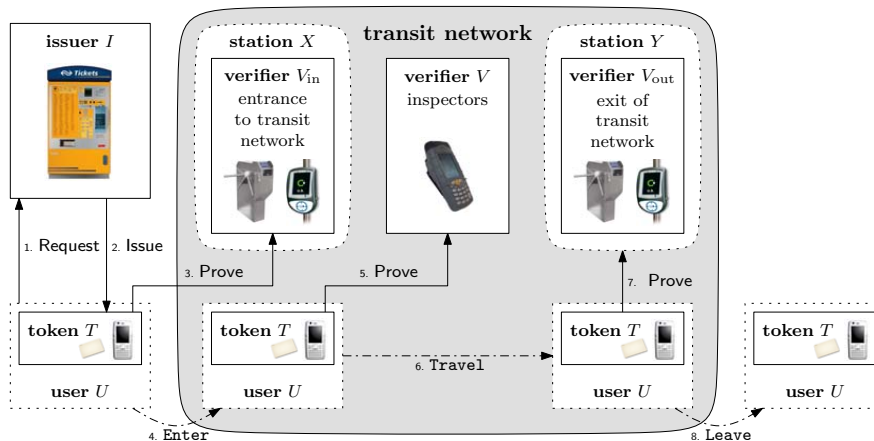 issuer I
Tickets
1. Request
2. Issue
transit network
station X
verifier V_in
entrance
to transit
network
verifier V
inspectors
station Y
verifier V_out
exit of
transit
network
3. Prove
5. Prove
7. Prove
token T
user U
token T
user U
token T
user U
token T
user U
4. Enter
6. Travel
8. Leave